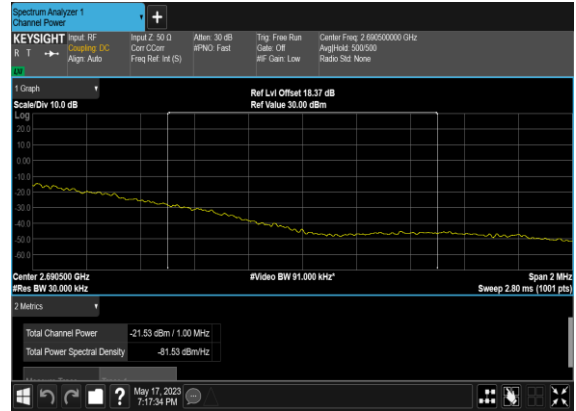 Spectrum Analyzer 1
Channel Power
+
KEYSIGHT Input: RF Input Z: 50 Ω Atten: 30 dB Trig: Free Run Center Freq: 2.690500000 GHz
R T Coupling: DC Corr CCorr #PNO: Fast Gate: Off Avg|Hold: 500/500
Align: Auto Freq Ref: Int (S) #IF Gain: Low Radio Std: None
1 Graph
Ref Lvl Offset 18.37 dB
Scale/Div 10.0 dB Ref Value 30.00 dBm
Log
20.0
10.0
0.00
-10.0
-20.0
-30.0
-40.0
-50.0
-60.0
Center 2.690500 GHz #Video BW 91.000 kHz* Span 2 MHz
#Res BW 30.000 kHz Sweep 2.80 ms (1001 pts)
2 Metrics
Total Channel Power -21.53 dBm / 1.00 MHz
Total Power Spectral Density -81.53 dBm/Hz
?
May 17, 2023
7:17:34 PM